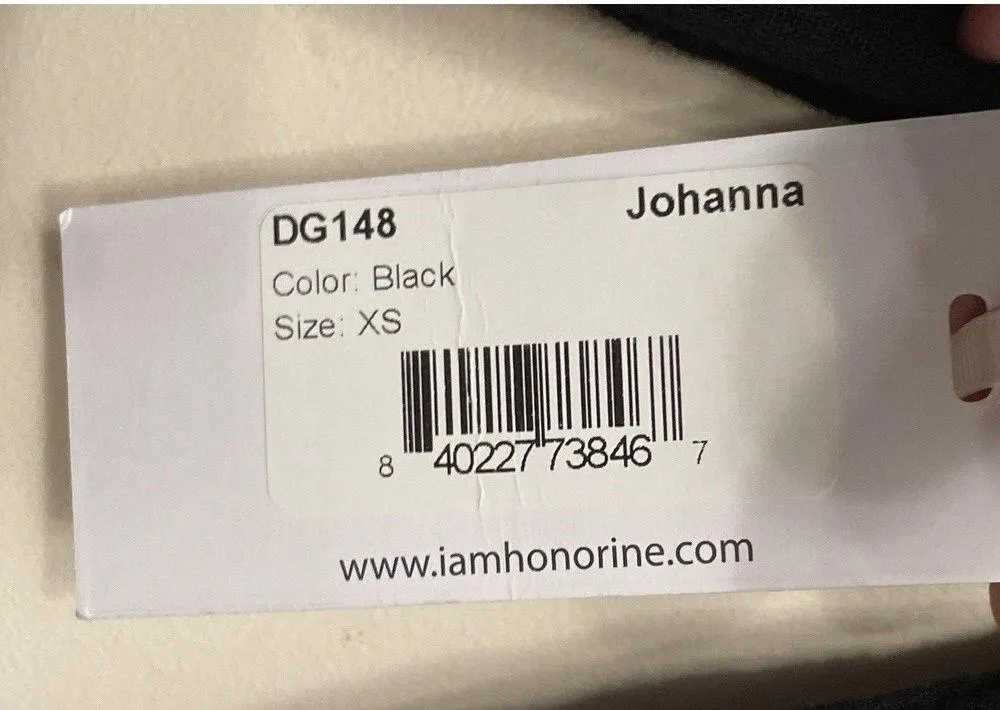 DG148 Johanna
Color: Black
Size: XS
8 40227 73846 7
www.iamhonorine.com